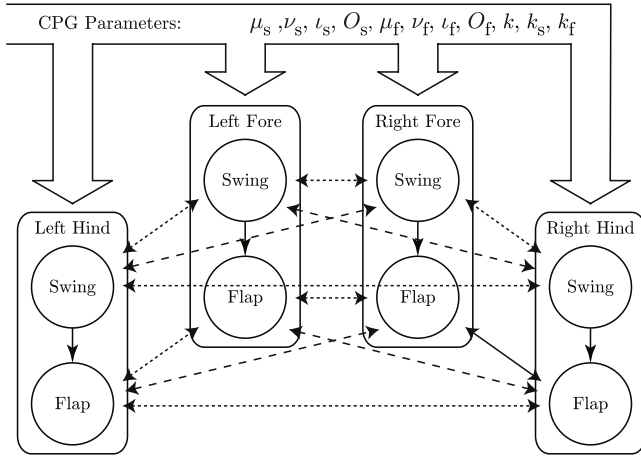 CPG Parameters: μs ,νs, ιs, Os, μf, νf, ιf, Of, k, ks, kf
Left Fore
Right Fore
Swing
Swing
Left Hind
Right Hind
Swing
Swing
Flap
Flap
Flap
Flap